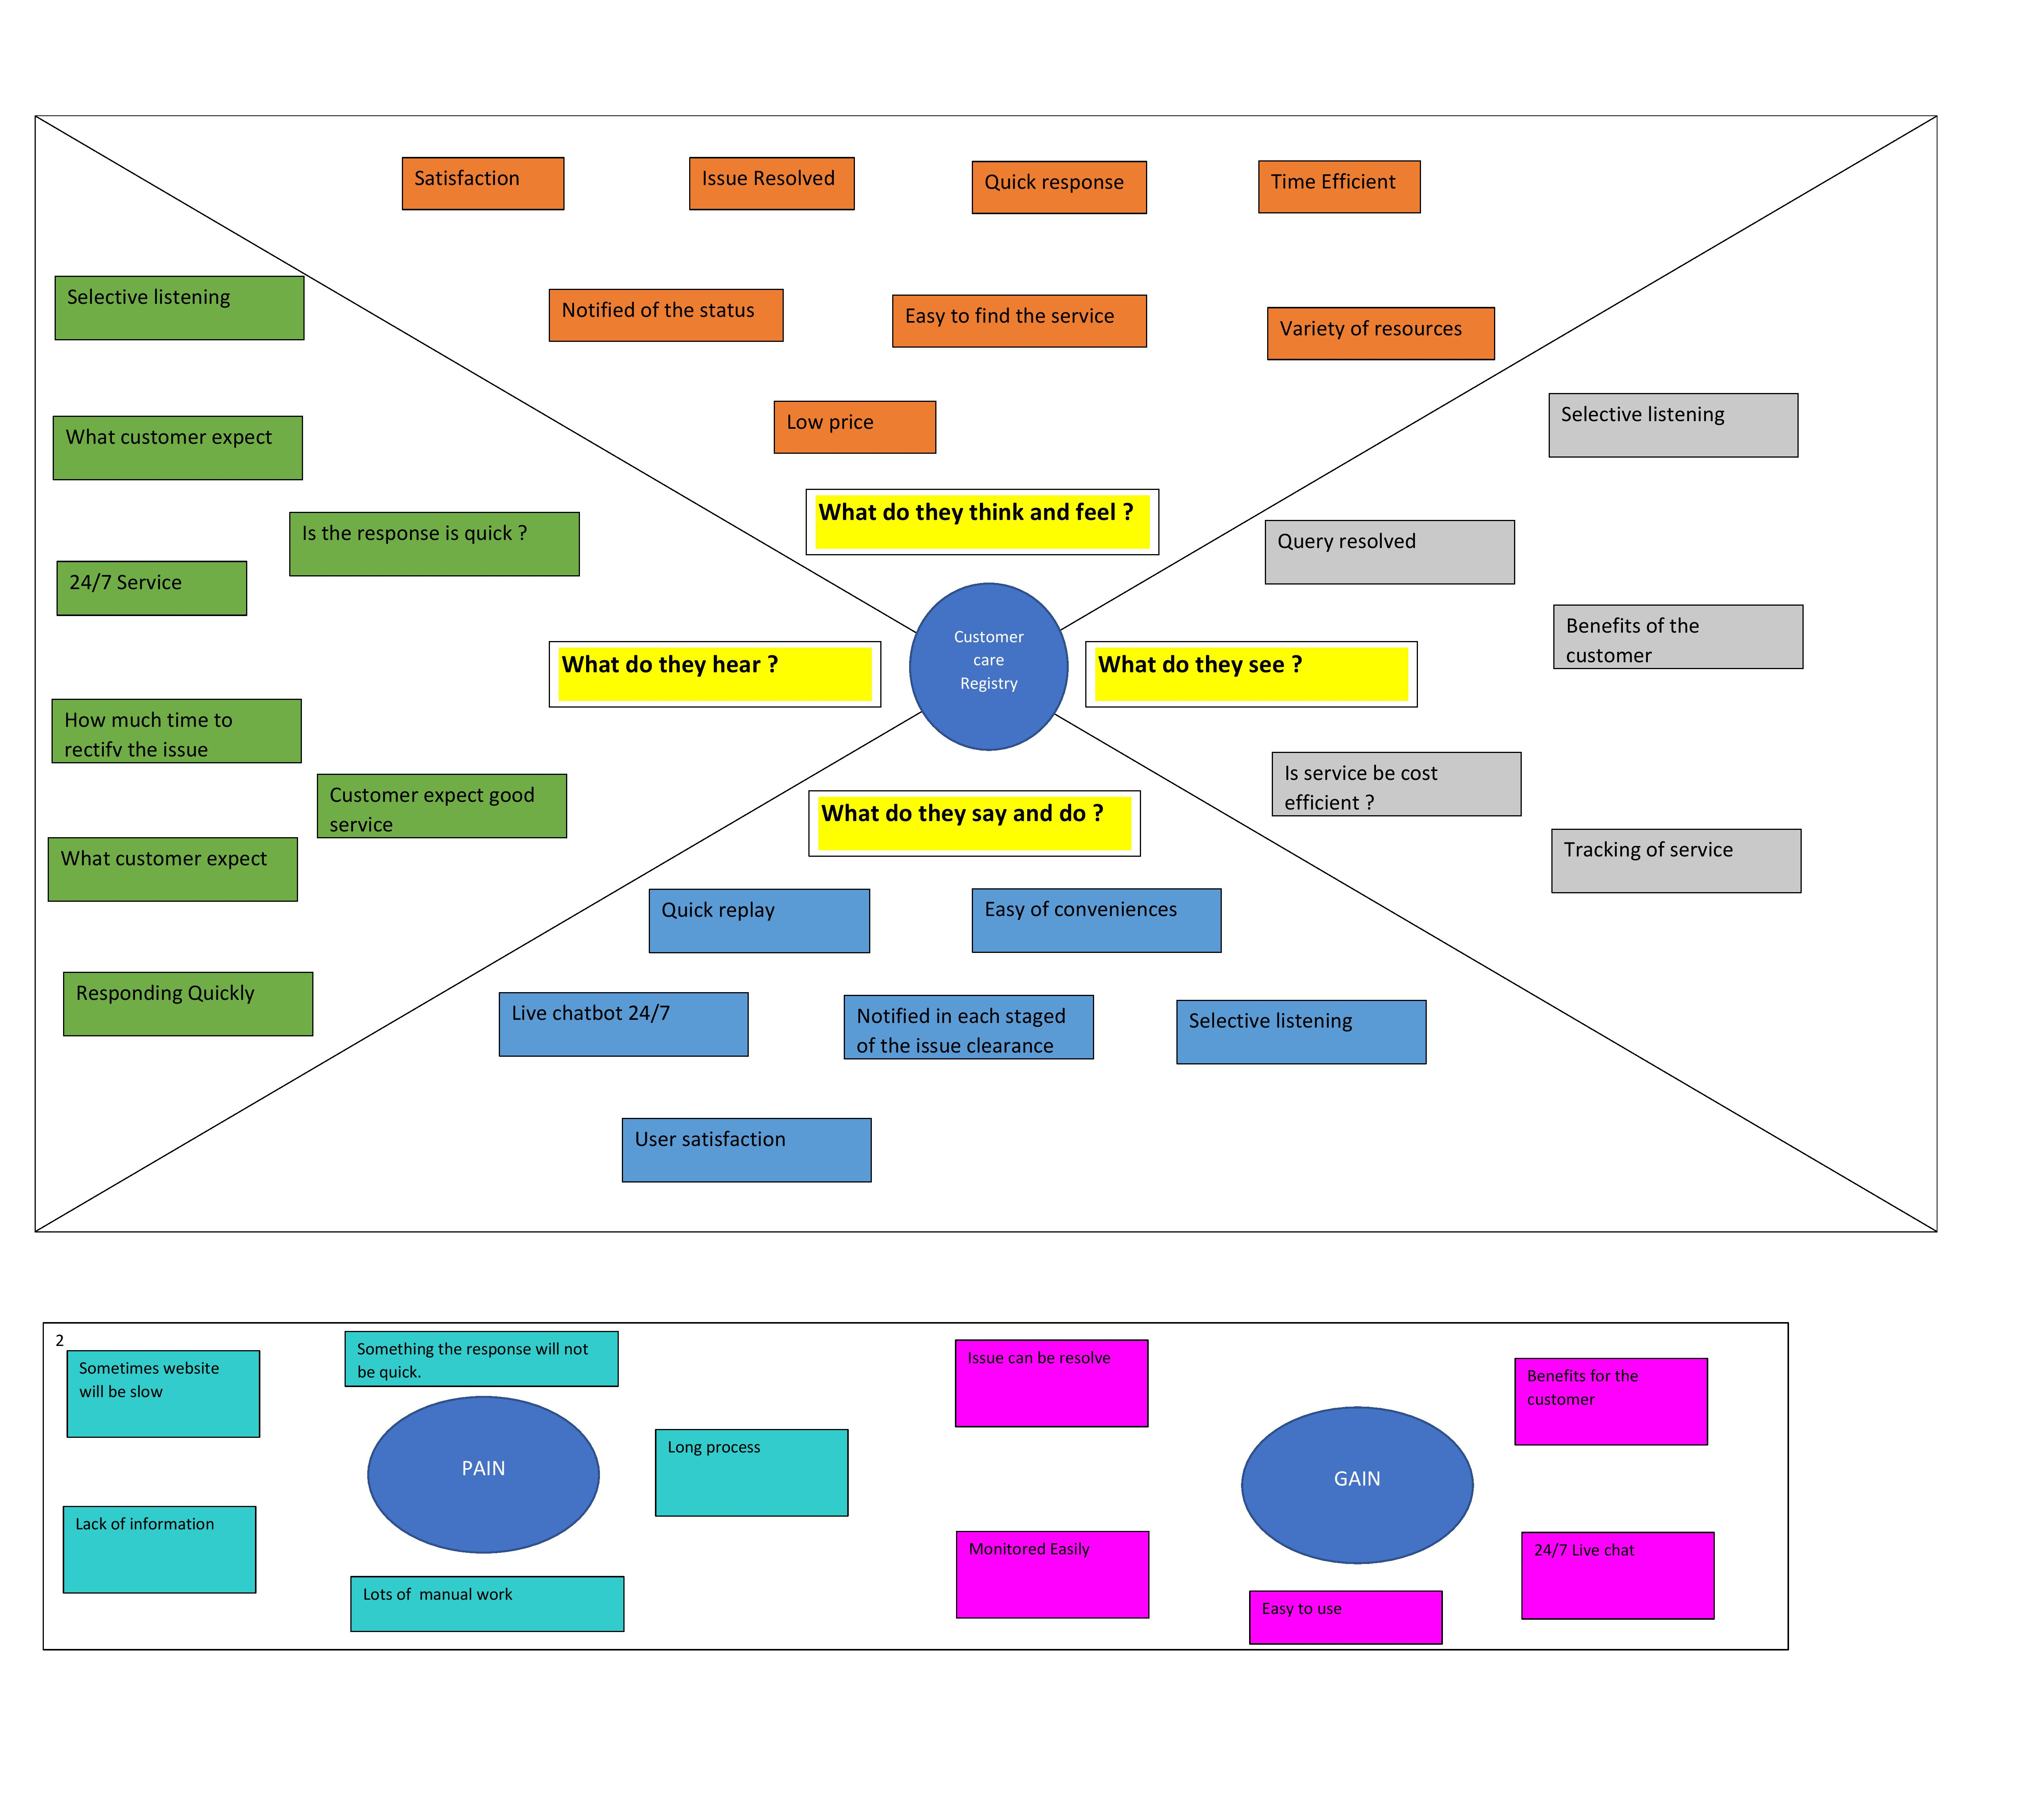 Satisfaction
Issue Resolved
Quick response
Time Efficient
Notified of the status
Easy to find the service
Variety of resources
Low price
What do they think and feel ?
Selective listening
What customer expect
Is the response is quick ?
24/7 Service
What do they hear ?
How much time to
rectify the issue
Customer expect good
service
What customer expect
Responding Quickly
Customer
care
Registry
Selective listening
Query resolved
Benefits of the
customer
What do they see ?
Is service be cost
efficient ?
Tracking of service
What do they say and do ?
Quick replay
Easy of conveniences
Live chatbot 24/7
Notified in each staged
of the issue clearance
Selective listening
User satisfaction
2
Sometimes website
will be slow
Something the response will not
be quick.
PAIN
Long process
Lack of information
Lots of  manual work
Issue can be resolve
Benefits for the
customer
GAIN
Monitored Easily
24/7 Live chat
Easy to use